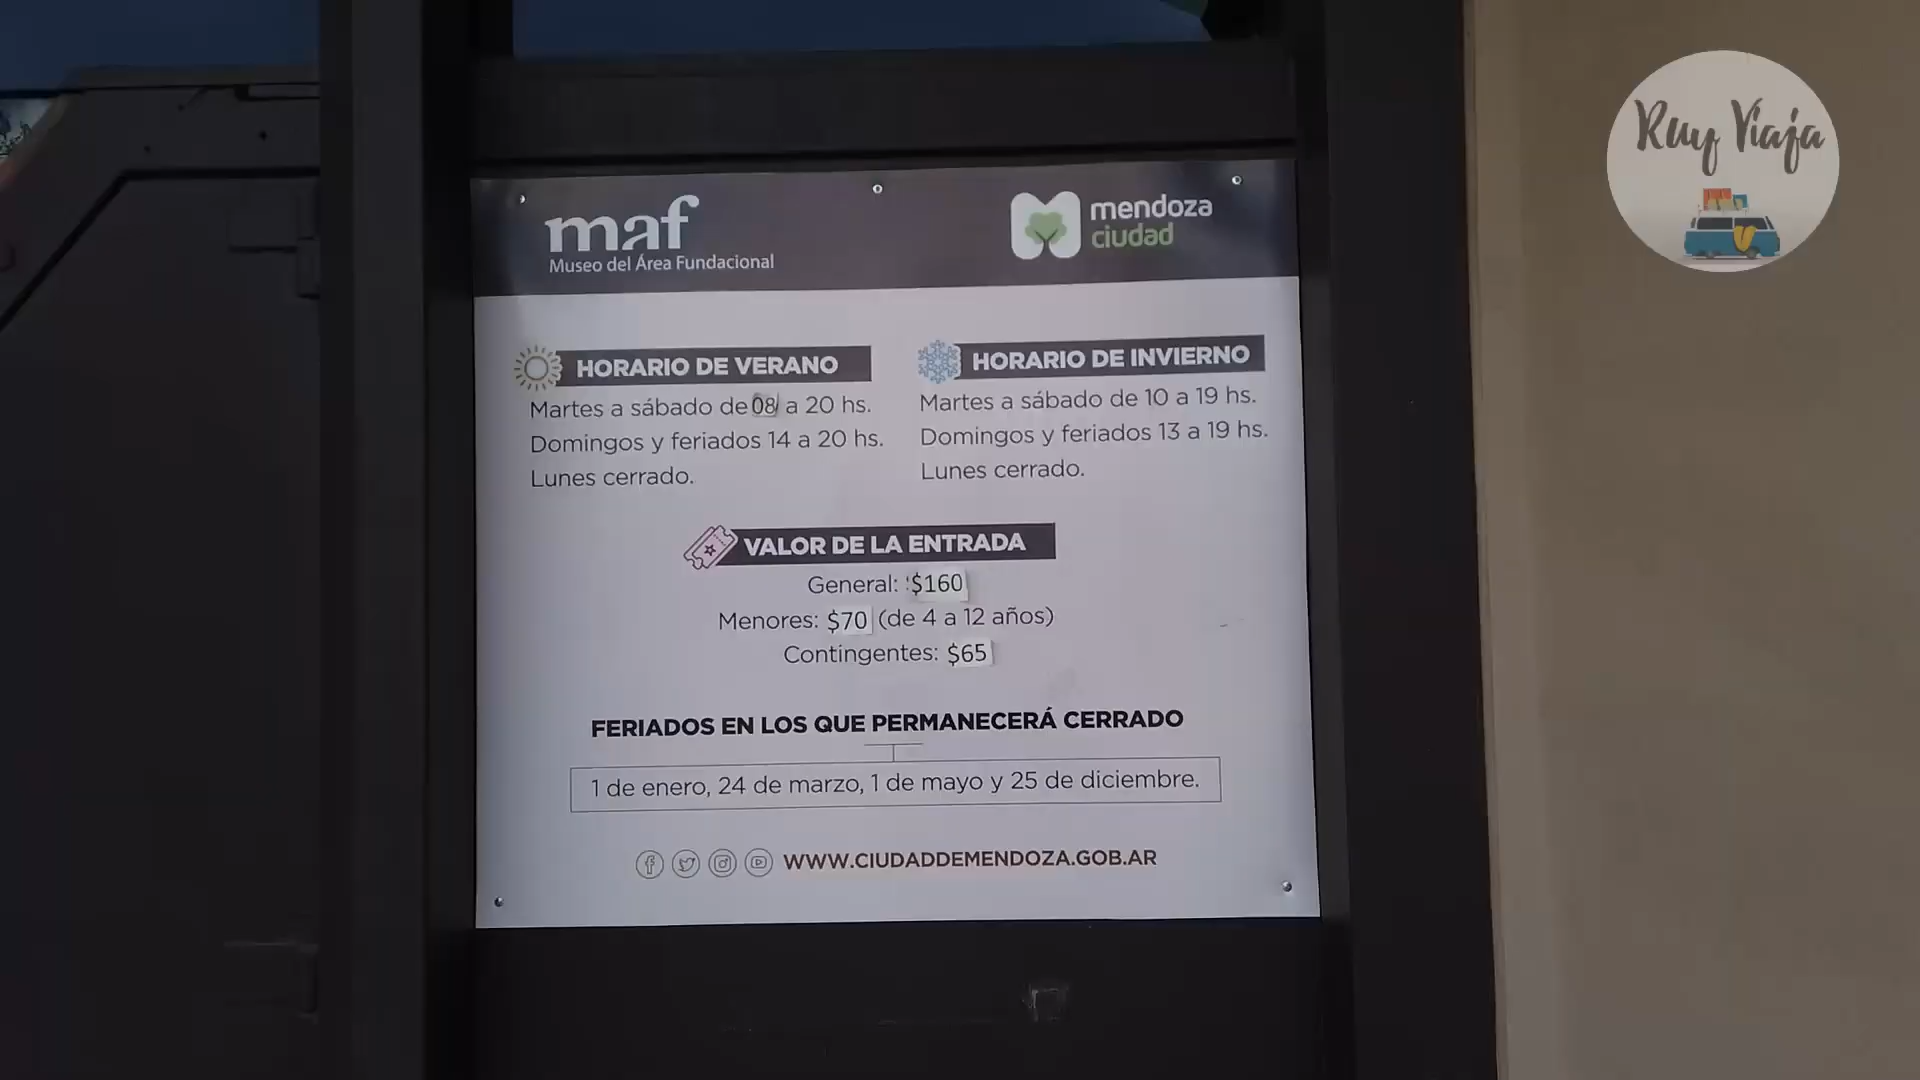 Ruy Viaja
maf
Museo del Área Fundacional
mendoza
ciudad
HORARIO DE VERANO
Martes a sábado de 08 a 20 hs.
Domingos y feriados 14 a 20 hs.
Lunes cerrado.
HORARIO DE INVIERNO
Martes a sábado de 10 a 19 hs.
Domingos y feriados 13 a 19 hs.
Lunes cerrado.
VALOR DE LA ENTRADA
General: $160
Menores: $70 (de 4 a 12 años)
Contingentes: $65
FERIADOS EN LOS QUE PERMANECERÁ CERRADO
1 de enero, 24 de marzo, 1 de mayo y 25 de diciembre.
WWW.CIUDADDEMENDOZA.GOB.AR